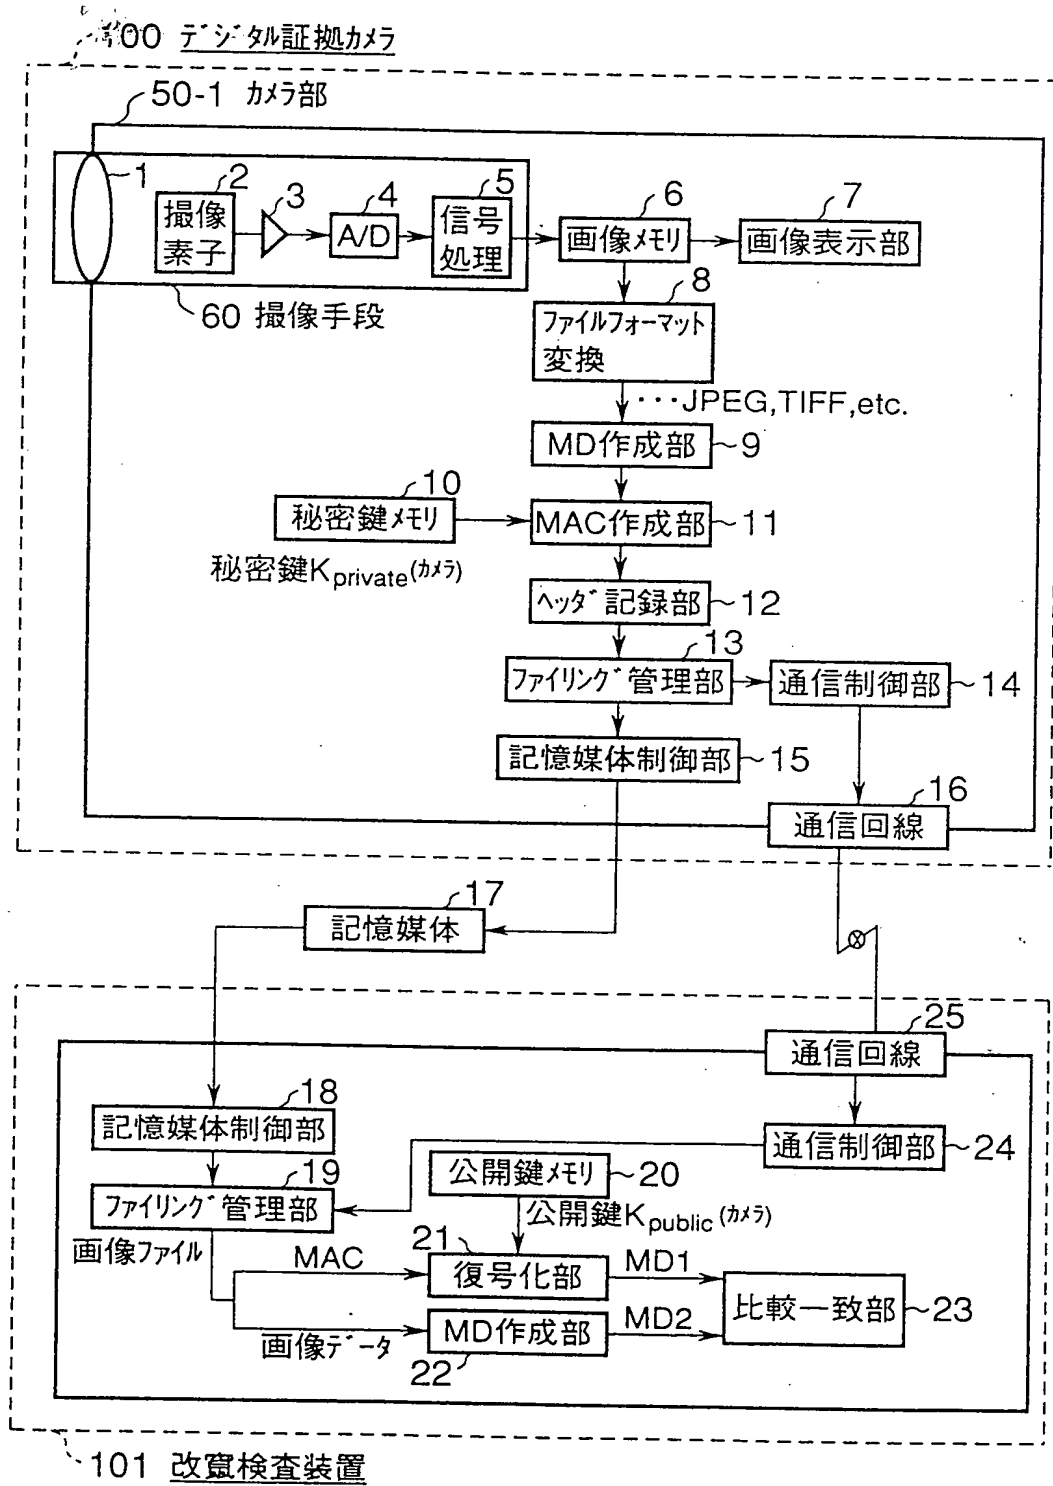 100 デジタル証拠カメラ
50-1 カメラ部
1
2
3
4
5
6
7
撮像
素子
A/D
信号
処理
画像メモリ
画像表示部
60 撮像手段
8
ファイルフォーマット
変換
···JPEG,TIFF,etc.
MD作成部
9
10
秘密鍵メモリ
MAC作成部
11
秘密鍵Kprivate(カメラ)
ヘッダ記録部
12
13
ファイリング管理部
通信制御部
14
記憶媒体制御部
15
16
通信回線
17
記憶媒体
25
通信回線
18
記憶媒体制御部
通信制御部
24
19
公開鍵メモリ
20
ファイリング管理部
公開鍵Kpublic(カメラ)
画像ファイル
MAC
21
復号化部
MD1
比較一致部
23
画像データ
MD作成部
MD2
22
101 改竄検査装置